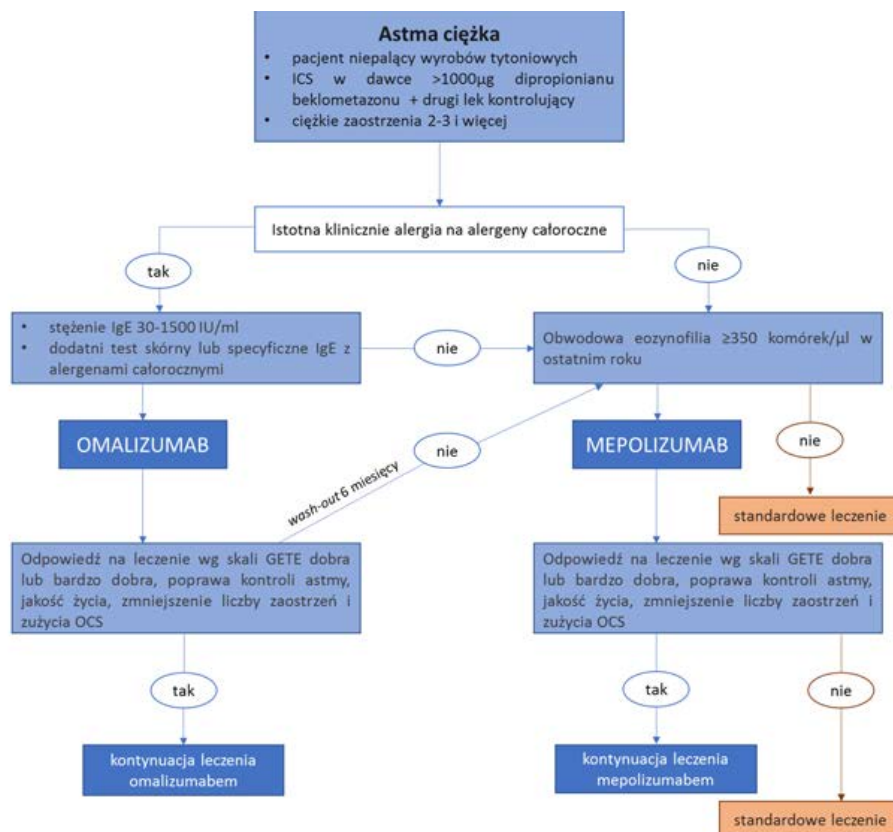 Astma ciężka
• pacjent niepalący wyrobów tytoniowych
• ICS w dawce >1000µg dipropionianu
beklometazonu + drugi lek kontrolujący
• ciężkie zaostrzenia 2-3 i więcej
Istotna klinicznie alergia na alergeny całoroczne
tak
nie
• stężenie IgE 30-1500 IU/ml
• dodatni test skórny lub specyficzne IgE z
alergenami całorocznymi
nie
Obwodowa eozynofilia ≥350 komórek/µl w
ostatnim roku
OMALIZUMAB
nie
MEPOLIZUMAB
nie
wash-out 6 miesięcy
standardowe leczenie
Odpowiedź na leczenie wg skali GETE dobra
lub bardzo dobra, poprawa kontroli astmy,
jakość życia, zmniejszenie liczby zaostrzeń i
zużycia OCS
Odpowiedź na leczenie wg skali GETE dobra
lub bardzo dobra, poprawa kontroli astmy,
jakość życia, zmniejszenie liczby zaostrzeń i
zużycia OCS
tak
tak
nie
kontynuacja leczenia
omalizumabem
kontynuacja leczenia
mepolizumabem
standardowe leczenie